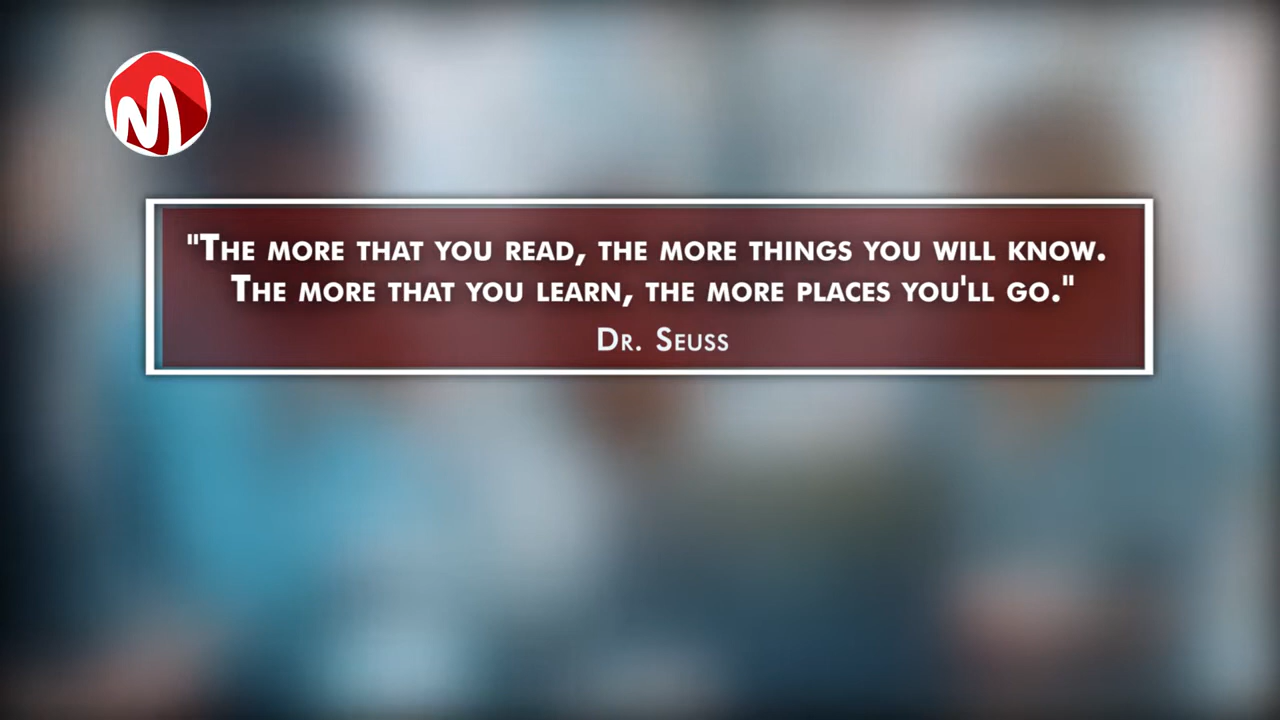 "The more that you read, the more things you will know.
The more that you learn, the more places you'll go."
Dr. Seuss